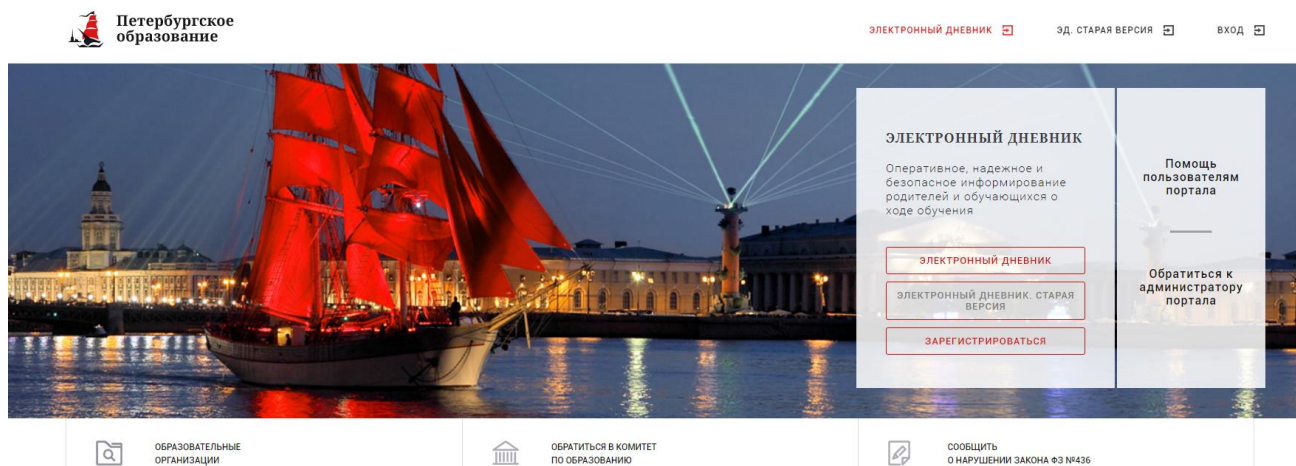 Петербургское
образование
ЭЛЕКТРОННЫЙ ДНЕВНИК
ЭД. СТАРАЯ ВЕРСИЯ
ВХОД
ЭЛЕКТРОННЫЙ ДНЕВНИК
Оперативное, надежное и
безопасное информирование
родителей и обучающихся о
ходе обучения
ЭЛЕКТРОННЫЙ ДНЕВНИК
ЭЛЕКТРОННЫЙ ДНЕВНИК. СТАРАЯ
ВЕРСИЯ
ЗАРЕГИСТРИРОВАТЬСЯ
Помощь
пользователям
портала
Обратиться к
администратору
портала
ОБРАЗОВАТЕЛЬНЫЕ
ОРГАНИЗАЦИИ
ОБРАТИТЬСЯ В КОМИТЕТ
ПО ОБРАЗОВАНИЮ
СООБЩИТЬ
О НАРУШЕНИИ ЗАКОНА ФЗ №436